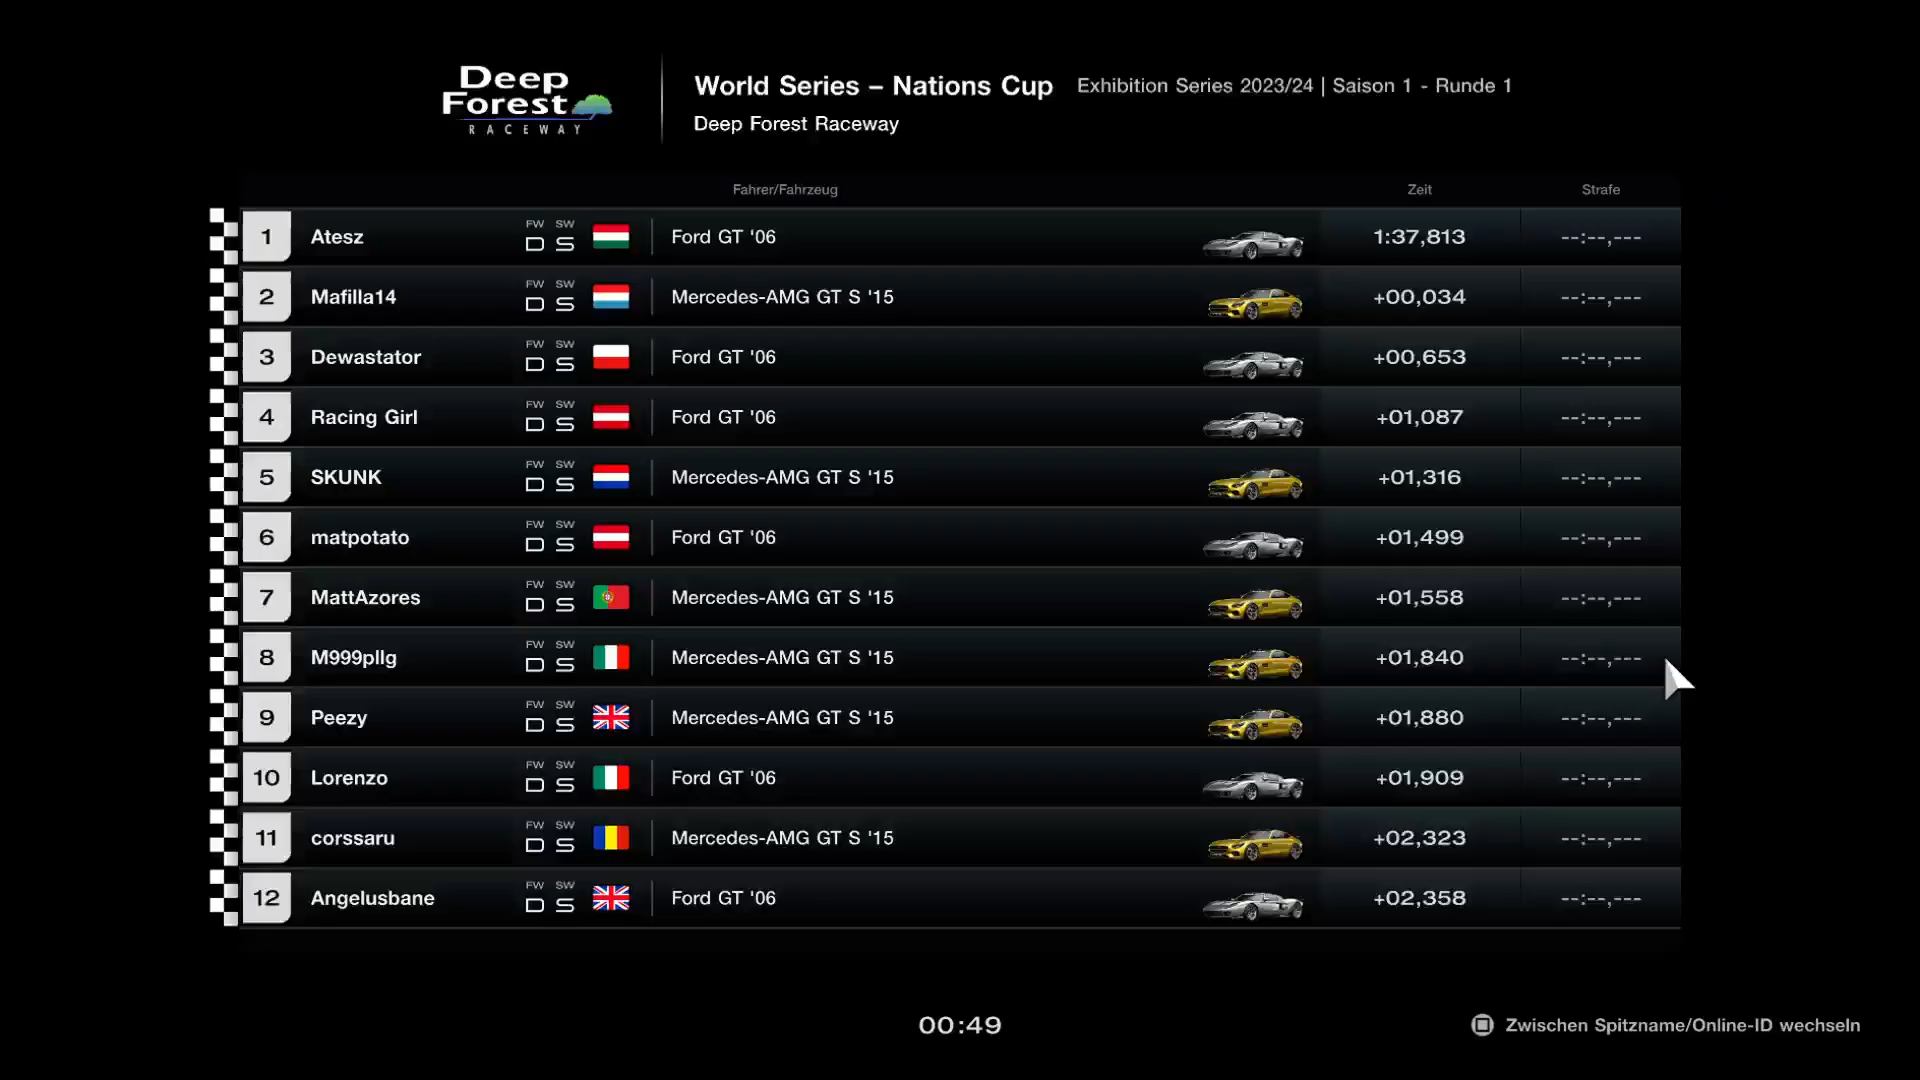 Deep Forest RACEWAY
World Series – Nations Cup Exhibition Series 2023/24 | Saison 1 - Runde 1
Deep Forest Raceway
Fahrer/Fahrzeug Zeit Strafe
1 Atesz FW D SW S Ford GT '06 1:37,813 --:--,---
2 Mafilla14 FW D SW S Mercedes-AMG GT S '15 +00,034 --:--,---
3 Dewastator FW D SW S Ford GT '06 +00,653 --:--,---
4 Racing Girl FW D SW S Ford GT '06 +01,087 --:--,---
5 SKUNK FW D SW S Mercedes-AMG GT S '15 +01,316 --:--,---
6 matpotato FW D SW S Ford GT '06 +01,499 --:--,---
7 MattAzores FW D SW S Mercedes-AMG GT S '15 +01,558 --:--,---
8 M999pllg FW D SW S Mercedes-AMG GT S '15 +01,840 --:--,---
9 Peezy FW D SW S Mercedes-AMG GT S '15 +01,880 --:--,---
10 Lorenzo FW D SW S Ford GT '06 +01,909 --:--,---
11 corssaru FW D SW S Mercedes-AMG GT S '15 +02,323 --:--,---
12 Angelusbane FW D SW S Ford GT '06 +02,358 --:--,---
00:49 Zwischen Spitzname/Online-ID wechseln